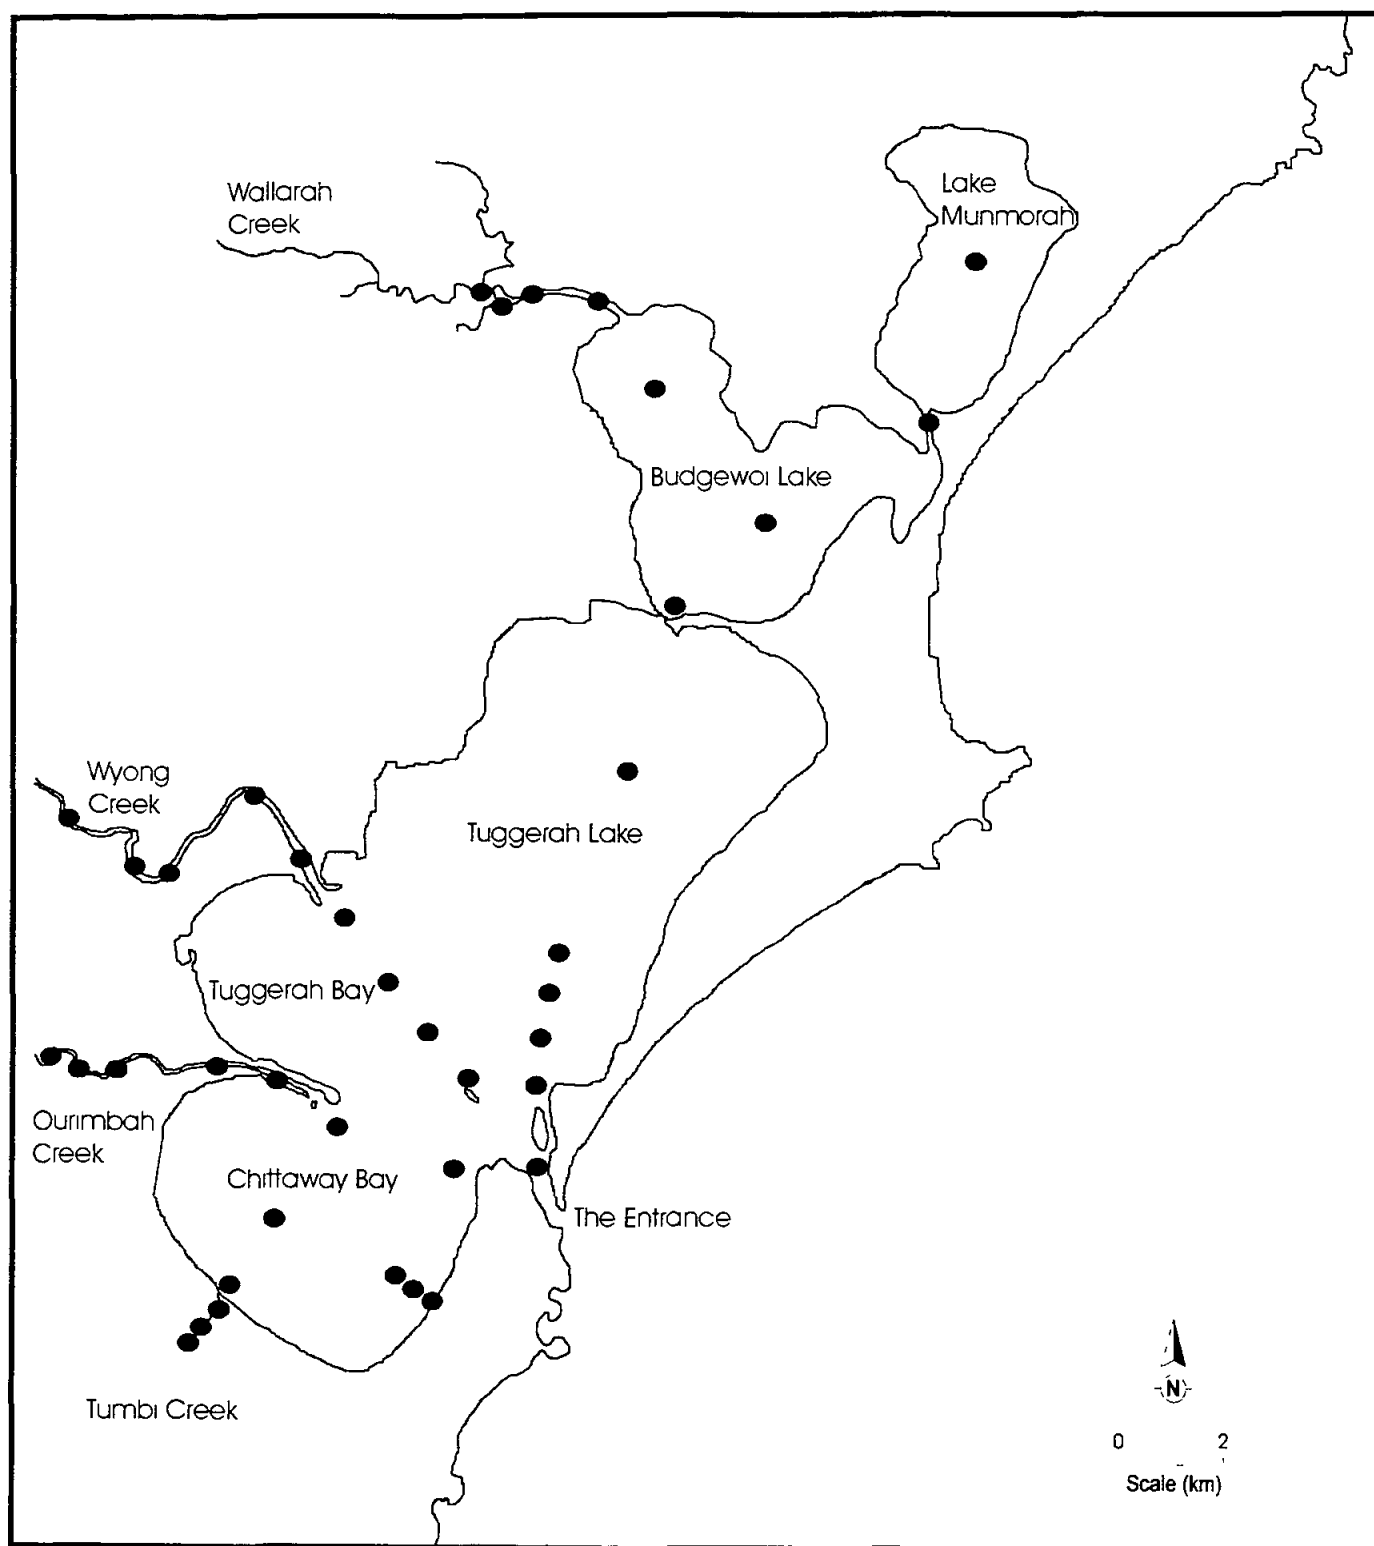 Wallarah
Creek
Lake
Munmorah
Budgewoi Lake
Wyong
Creek
Tuggerah Lake
Tuggerah Bay
Ourimbah
Creek
Chittaway Bay
The Entrance
Tumbi Creek
N
0 2
Scale (km)